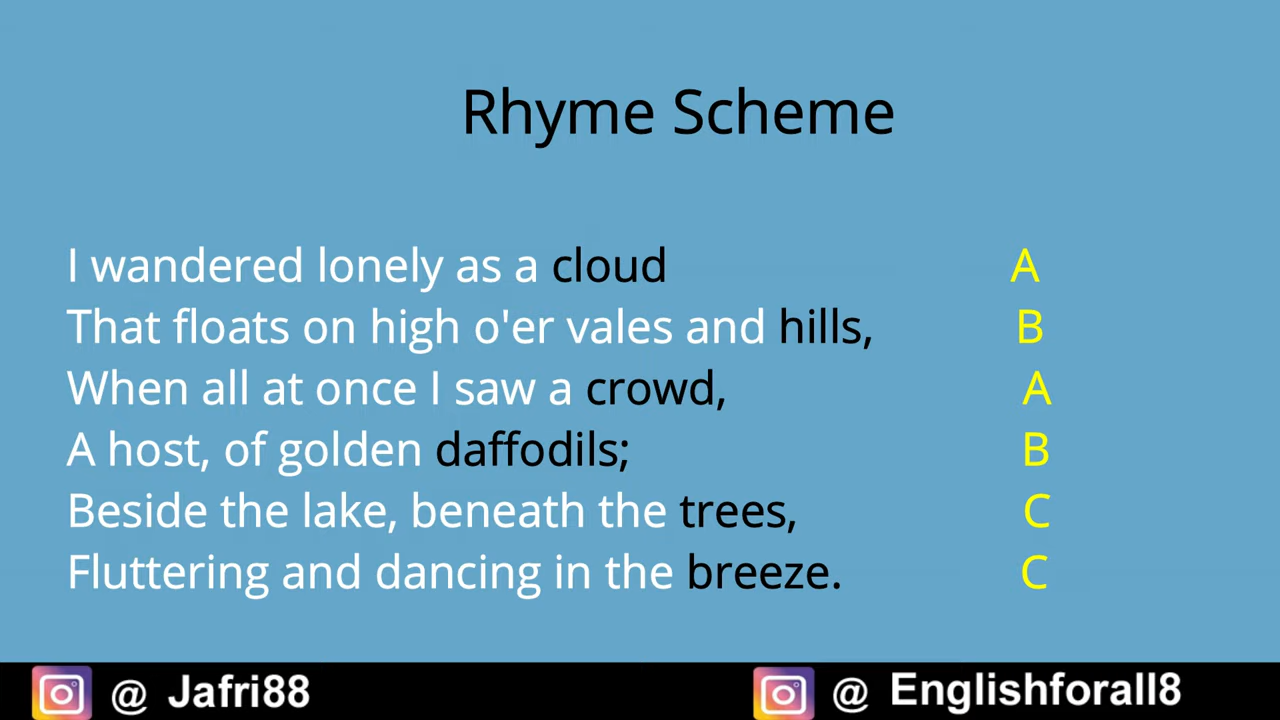 Rhyme Scheme
I wandered lonely as a cloud A
That floats on high o'er vales and hills, B
When all at once I saw a crowd, A
A host, of golden daffodils; B
Beside the lake, beneath the trees, C
Fluttering and dancing in the breeze. C
@ Jafri88 @ Englishforall8